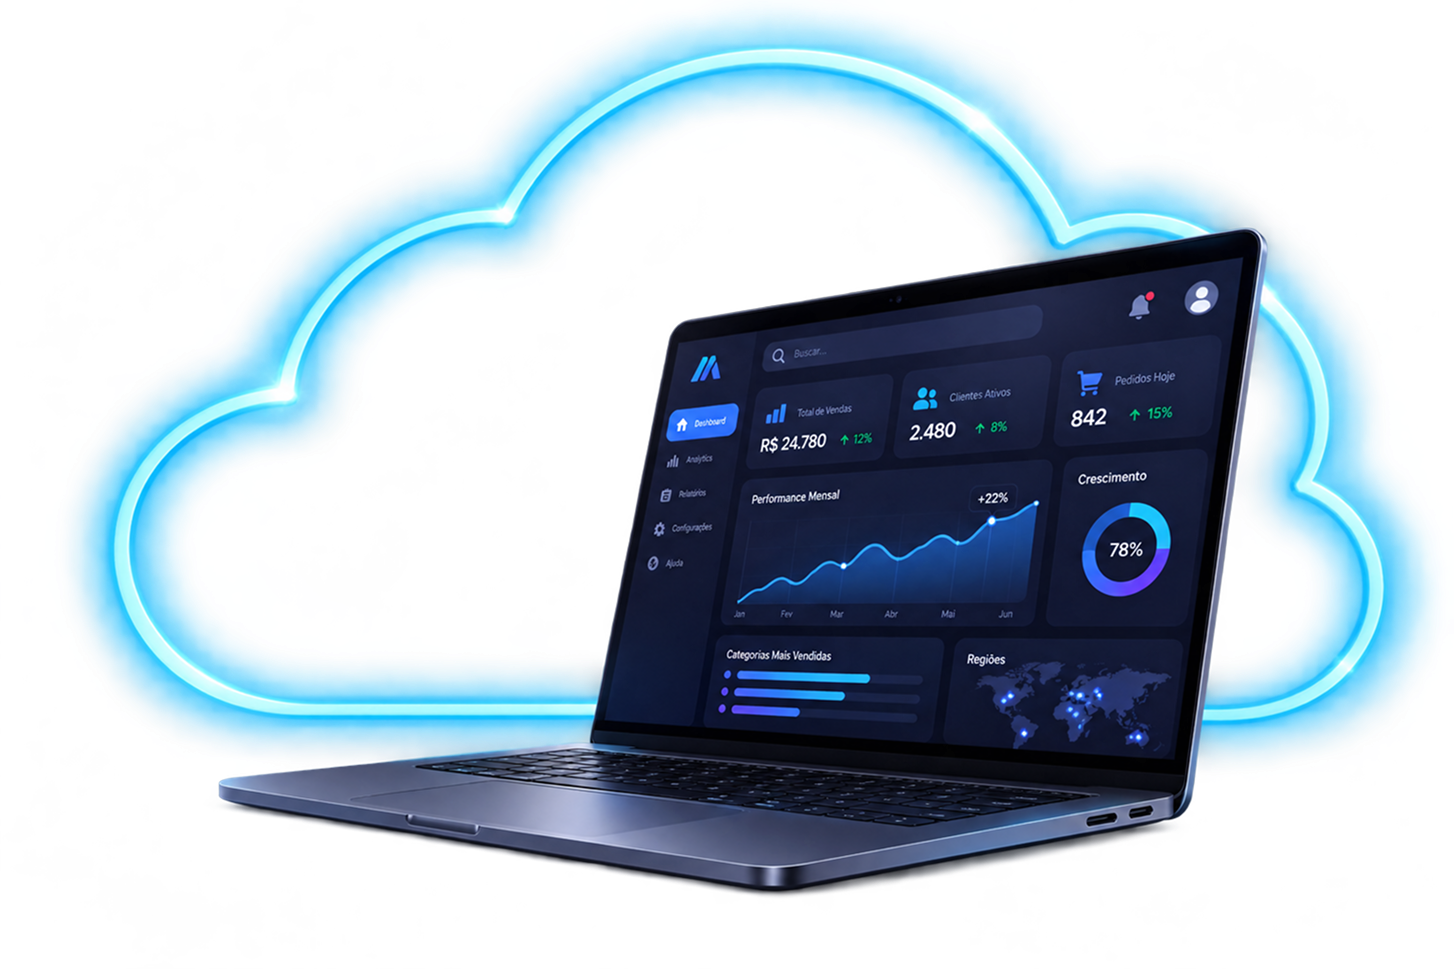 Buscar...
Dashboard
Analytics
Relatórios
Configurações
Ajuda
Total de Vendas
R$ 24.780
12%
Clientes Ativos
2.480
8%
Pedidos Hoje
842
15%
Performance Mensal
+22%
Jan Fev Mar Abr Mai Jun
Crescimento
78%
Categorias Mais Vendidas
Regiões